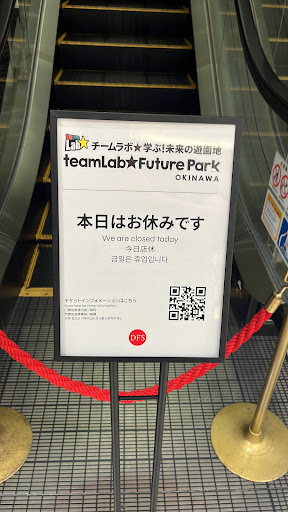 Lab★
チームラボ★学ぶ!未来の遊園地
teamLab★Future Park
OKINAWA
本日はお休みです
We are closed today
今日店休
금일은 휴업입니다
チケットインフォメーションはこちら
DFS